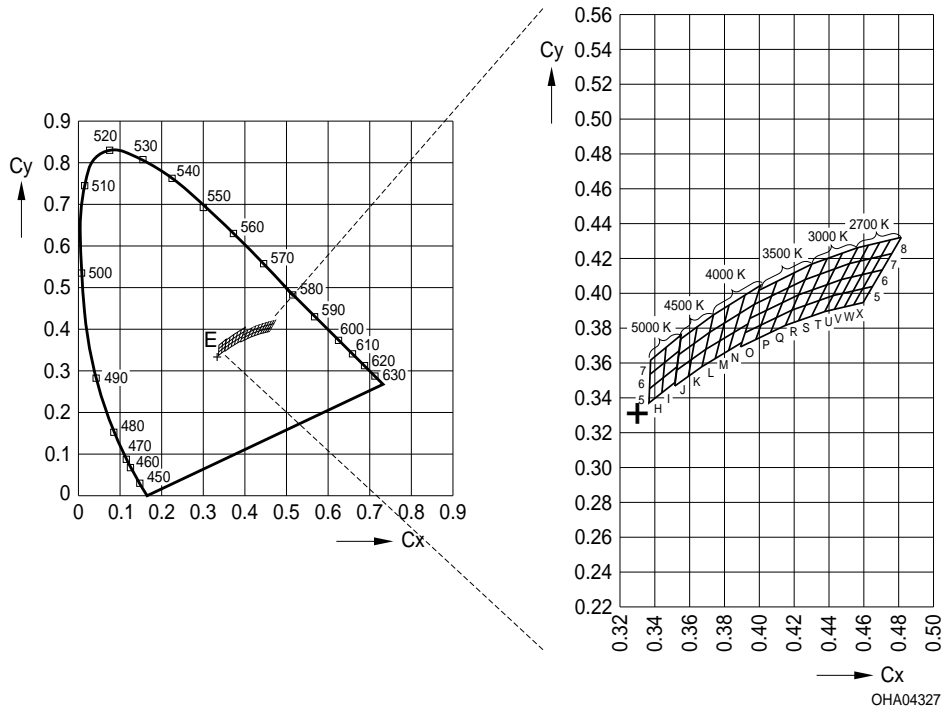 Cy
0.9
0.8
0.7
0.6
0.5
0.4
0.3
0.2
0.1
0
0
0.1
0.2
0.3
0.4
0.5
0.6
0.7
0.8
0.9
Cx
520
530
540
510
550
560
570
500
580
590
600
610
620
630
490
480
470
460
450
E
Cy
0.56
0.54
0.52
0.50
0.48
0.46
0.44
0.42
0.40
0.38
0.36
0.34
0.32
0.30
0.28
0.26
0.24
0.22
0.32
0.34
0.36
0.38
0.40
0.42
0.44
0.46
0.48
0.50
Cx
2700 K
3000 K
3500 K
4000 K
4500 K
5000 K
8
7
6
5
7
6
5
H
I
J
K
L
M
N
O
P
Q
R
S
T
U
V
W
X
OHA04327